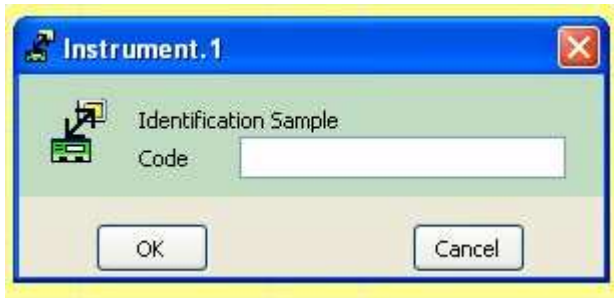 Instrument.1
Identification Sample
Code
OK
Cancel